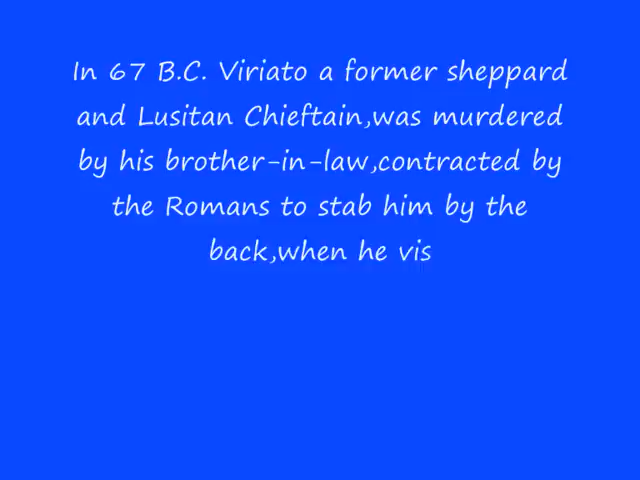 In 67 B.C. Viriato a former sheppard
and Lusitan Chieftain,was murdered
by his brother-in-law,contracted by
the Romans to stab him by the
back,when he vis